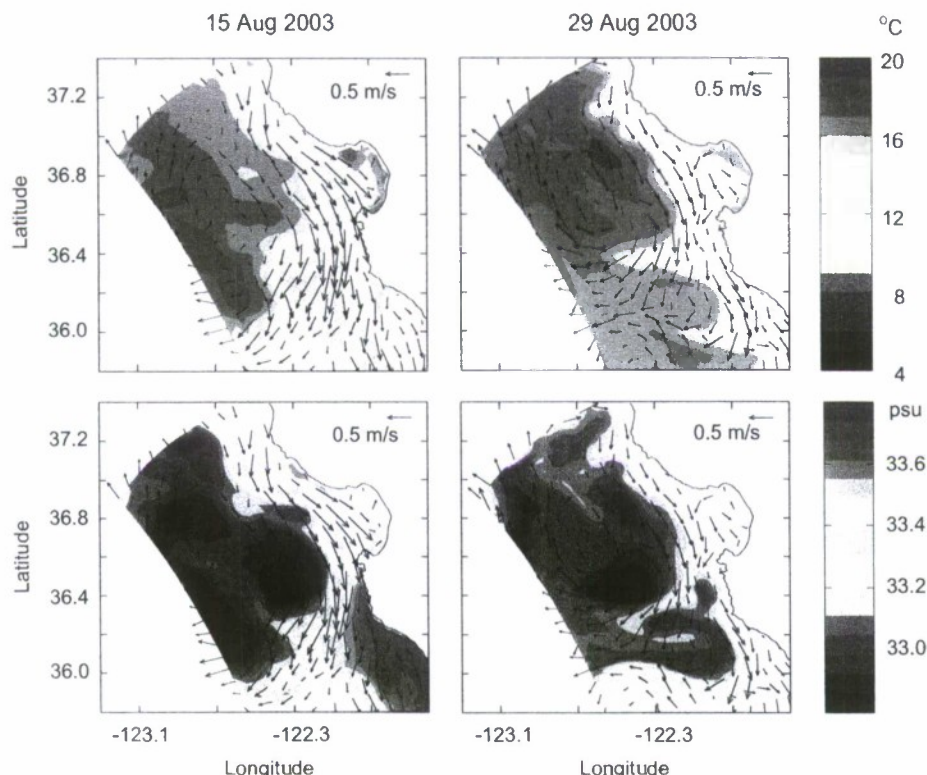 15 Aug 2003
29 Aug 2003
°C
0.5 m/s
0.5 m/s
37.2
36.8
36.4
36.0
Latitude
20
16
12
8
4
0.5 m/s
0.5 m/s
37.2
36.8
36.4
36.0
Latitude
psu
33.6
33.4
33.2
33.0
-123.1
-122.3
-123.1
-122.3
Longitude
Longitude